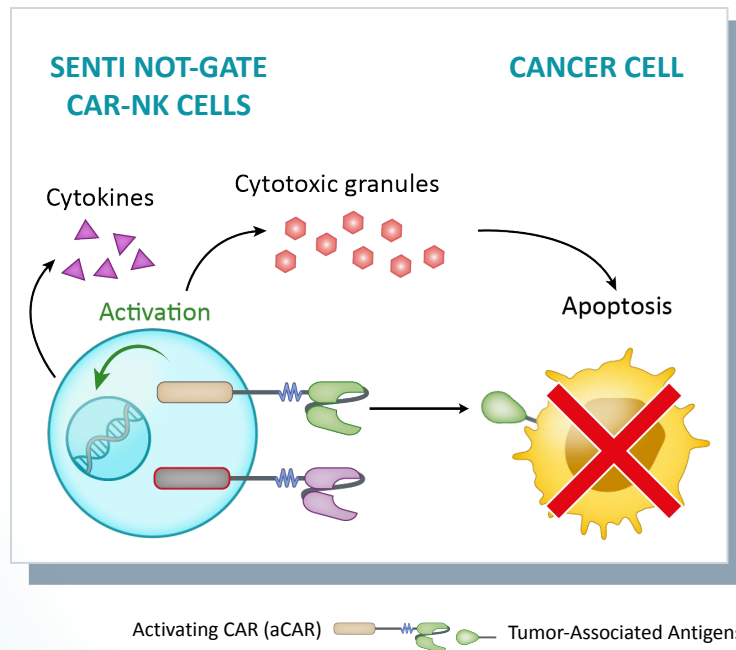 SENTI NOT-GATE
CAR-NK CELLS
CANCER CELL
Cytokines
Cytotoxic granules
Activation
Apoptosis
Activating CAR (aCAR)
Tumor-Associated Antigens